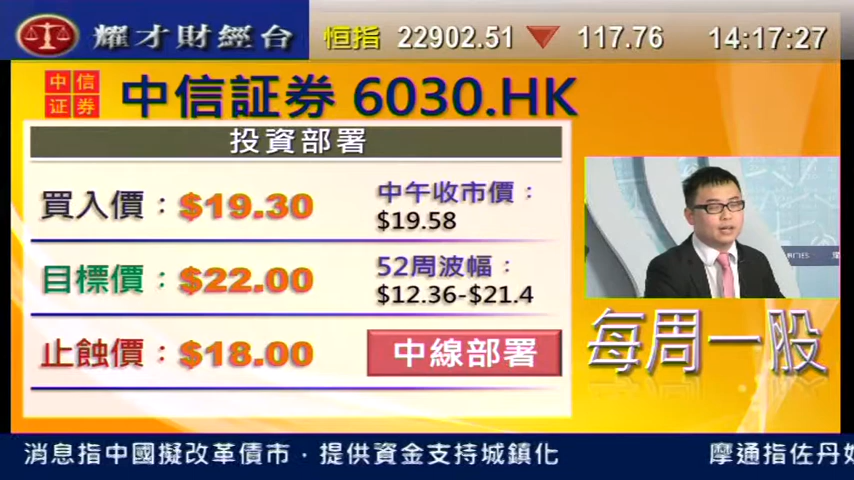 耀才財經台
恒指 22902.51 117.76 14:17:27
中信
证券
中信証券 6030.HK
投資部署
買入價：$19.30
中午收市價：
$19.58
目標價：$22.00
52周波幅：
$12.36-$21.4
止蝕價：$18.00
中線部署
每周一股
消息指中國擬改革債市．提供資金支持城鎮化
摩通指佐丹